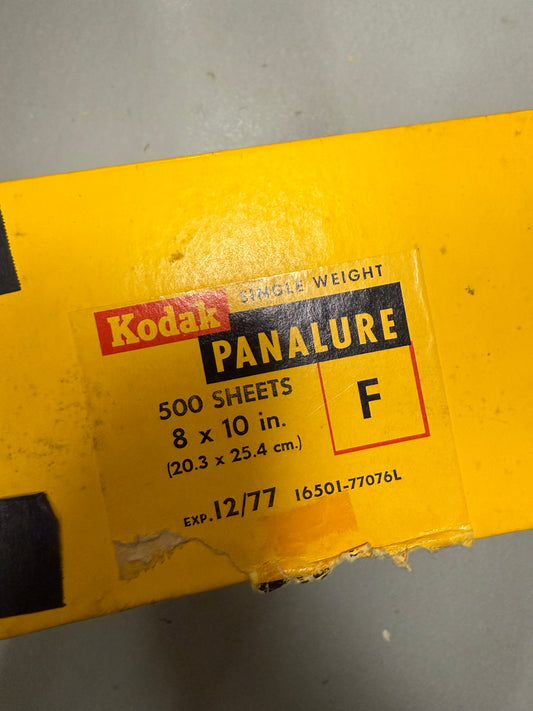 SINGLE WEIGHT
Kodak
PANALURE
500 SHEETS
8 x 10 in.
(20.3 x 25.4 cm.)
F
EXP. 12/77 16501-77076L